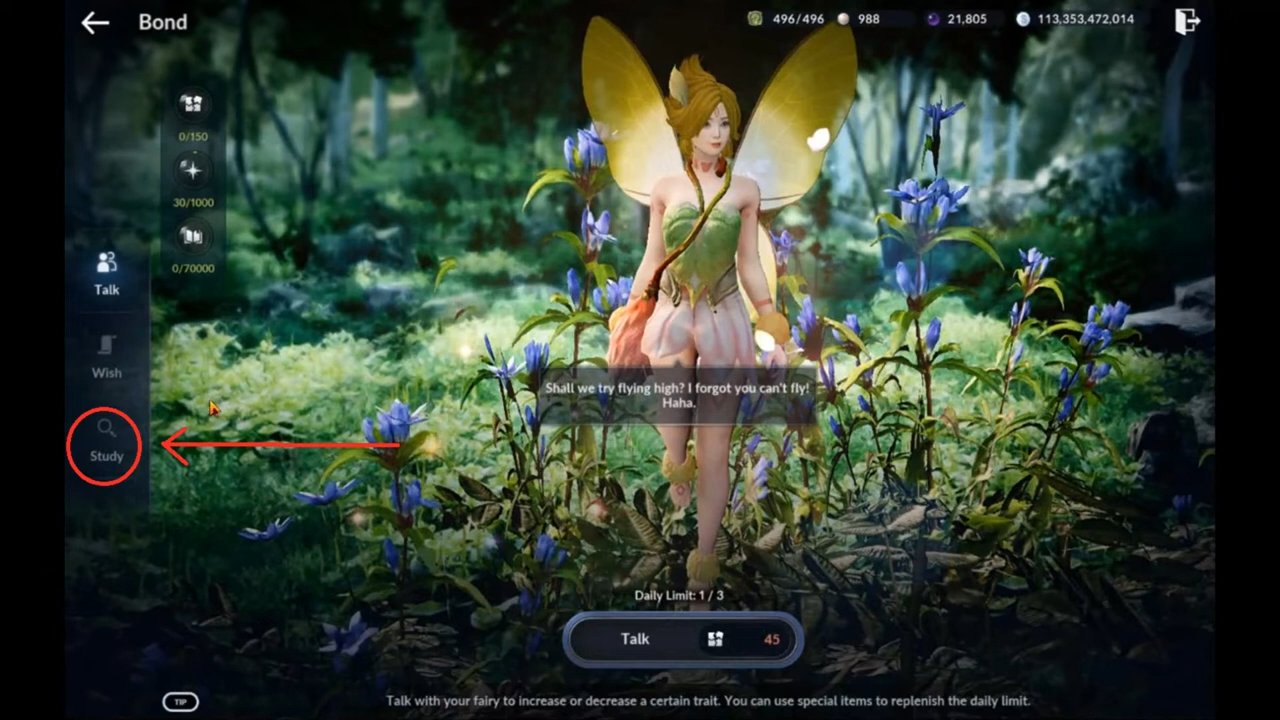 Bond
496/496
988
21,805
113,353,472,014
0/150
30/1000
0/70000
Talk
Wish
Study
Shall we try flying high? I forgot you can't fly!
Haha.
Daily Limit: 1 / 3
Talk
45
TIP
Talk with your fairy to increase or decrease a certain trait. You can use special items to replenish the daily limit.